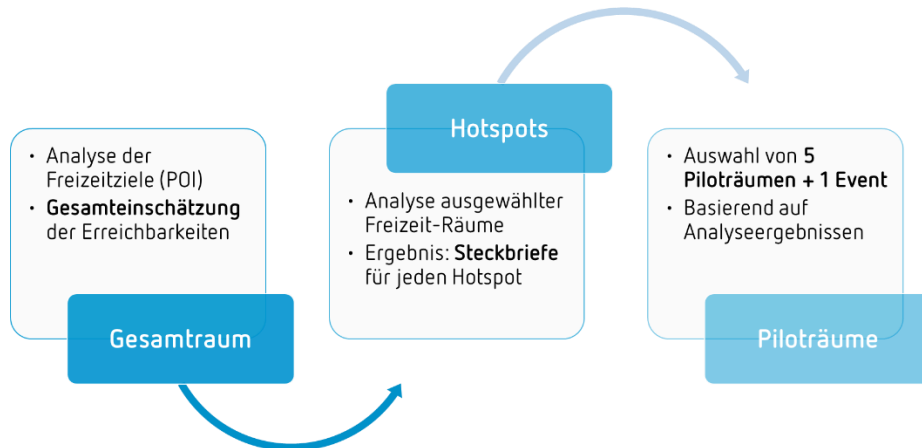 • Analyse der
Freizeitziele (POI)
• Gesamteinschätzung
der Erreichbarkeiten
Gesamtraum
Hotspots
• Analyse ausgewählter
Freizeit-Räume
• Ergebnis: Steckbriefe
für jeden Hotspot
• Auswahl von 5
Piloträumen + 1 Event
• Basierend auf
Analyseergebnissen
Piloträume